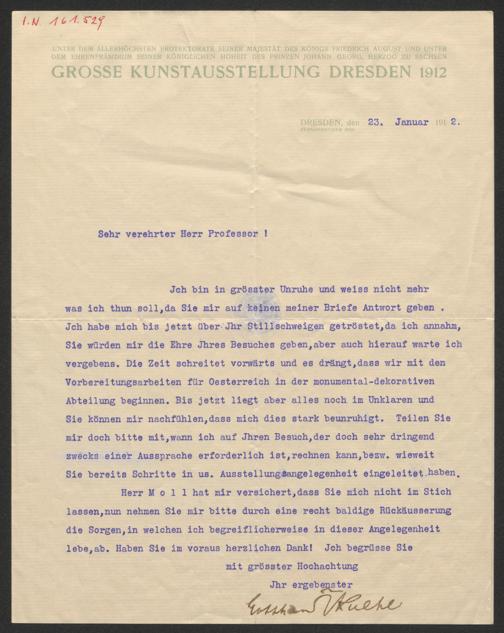 I.N. 161.529
UNTER DEM ALLERHÖCHSTEN PROTEKTORATE SEINER MAJESTÄT DES KÖNIGS FRIEDRICH AUGUST UND UNTER
DEM EHRENPRÄSIDIUM SEINER KÖNIGLICHEN HOHEIT DES PRINZEN JOHANN GEORG, HERZOG ZU SACHSEN
GROSSE KUNSTAUSSTELLUNG DRESDEN 1912
DRESDEN, den 23. Januar 1912.
Sehr verehrter Herr Professor !
Jch bin in grösster Unruhe und weiss nicht mehr
was ich thun soll,da Sie mir auf keinen meiner Briefe Antwort geben .
Jch habe mich bis jetzt über Jhr Stillschweigen getröstet,da ich annahm,
Sie würden mir die Ehre Jhres Besuches geben,aber auch hierauf warte ich
vergebens. Die Zeit schreitet vorwärts und es drängt,dass wir mit den
Vorbereitungsarbeiten für Oesterreich in der monumental-dekorativen
Abteilung beginnen. Bis jetzt liegt aber alles noch im Unklaren und
Sie können mir nachfühlen,dass mich dies stark beunruhigt. Teilen Sie
mir doch bitte mit,wann ich auf Jhren Besuch,der doch sehr dringend
zwecks einer Aussprache erforderlich ist,rechnen kann,bezw. wieweit
Sie bereits Schritte in us. Ausstellungsangelegenheit eingeleitet haben.
Herr M o l l hat mir versichert,dass Sie mich nicht im Stich
lassen,nun nehmen Sie mir bitte durch eine recht baldige Rückäusserung
die Sorgen,in welchen ich begreiflicherweise in dieser Angelegenheit
lebe,ab. Haben Sie im voraus herzlichen Dank! Jch begrüsse Sie
mit grösster Hochachtung
Jhr ergebenster
Gotthard Kuehl